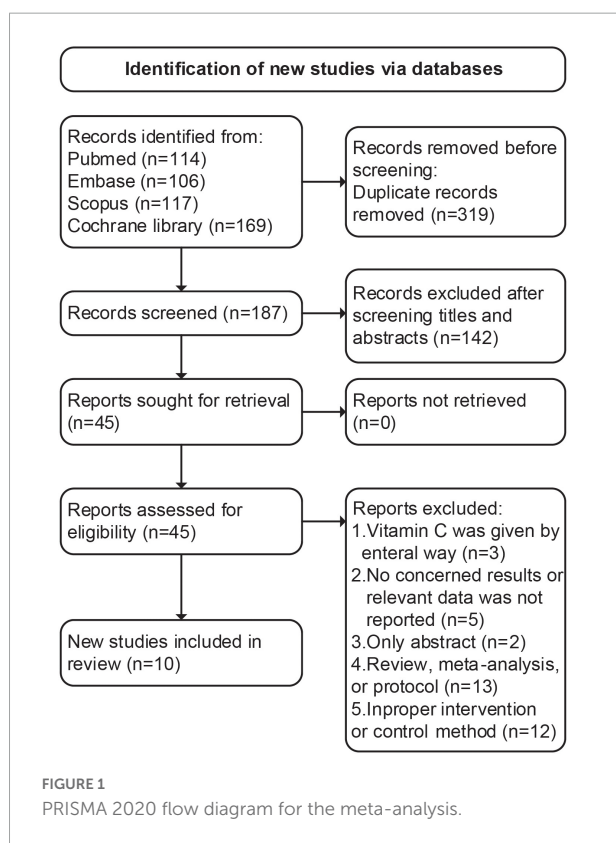 Identification of new studies via databases
Records identified from:
Pubmed (n=114)
Embase (n=106)
Scopus (n=117)
Cochrane library (n=169)
Records removed before
screening:
Duplicate records
removed (n=319)
Records screened (n=187)
Records excluded after
screening titles and
abstracts (n=142)
Reports sought for retrieval
(n=45)
Reports not retrieved
(n=0)
Reports assessed for
eligibility (n=45)
Reports excluded:
1.Vitamin C was given by
enteral way (n=3)
2.No concerned results or
relevant data was not
reported (n=5)
3.Only abstract (n=2)
4.Review, meta-analysis,
or protocol (n=13)
5.Inproper intervention
or control method (n=12)
New studies included in
review (n=10)
FIGURE 1
PRISMA 2020 flow diagram for the meta-analysis.